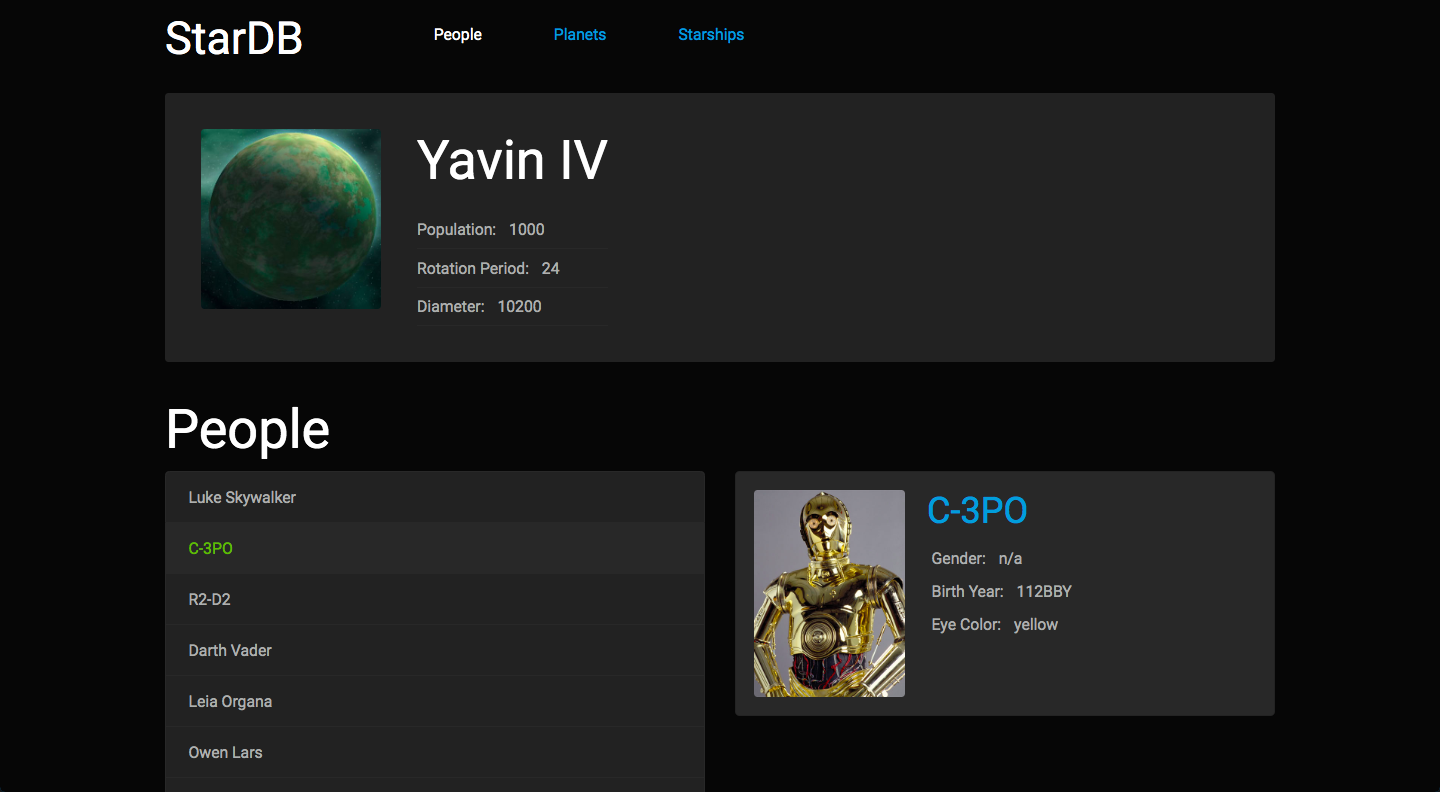 StarDB People Planets Starships
Yavin IV
Population: 1000
Rotation Period: 24
Diameter: 10200
People
Luke Skywalker
C-3PO
R2-D2
Darth Vader
Leia Organa
Owen Lars
C-3PO
Gender: n/a
Birth Year: 112BBY
Eye Color: yellow